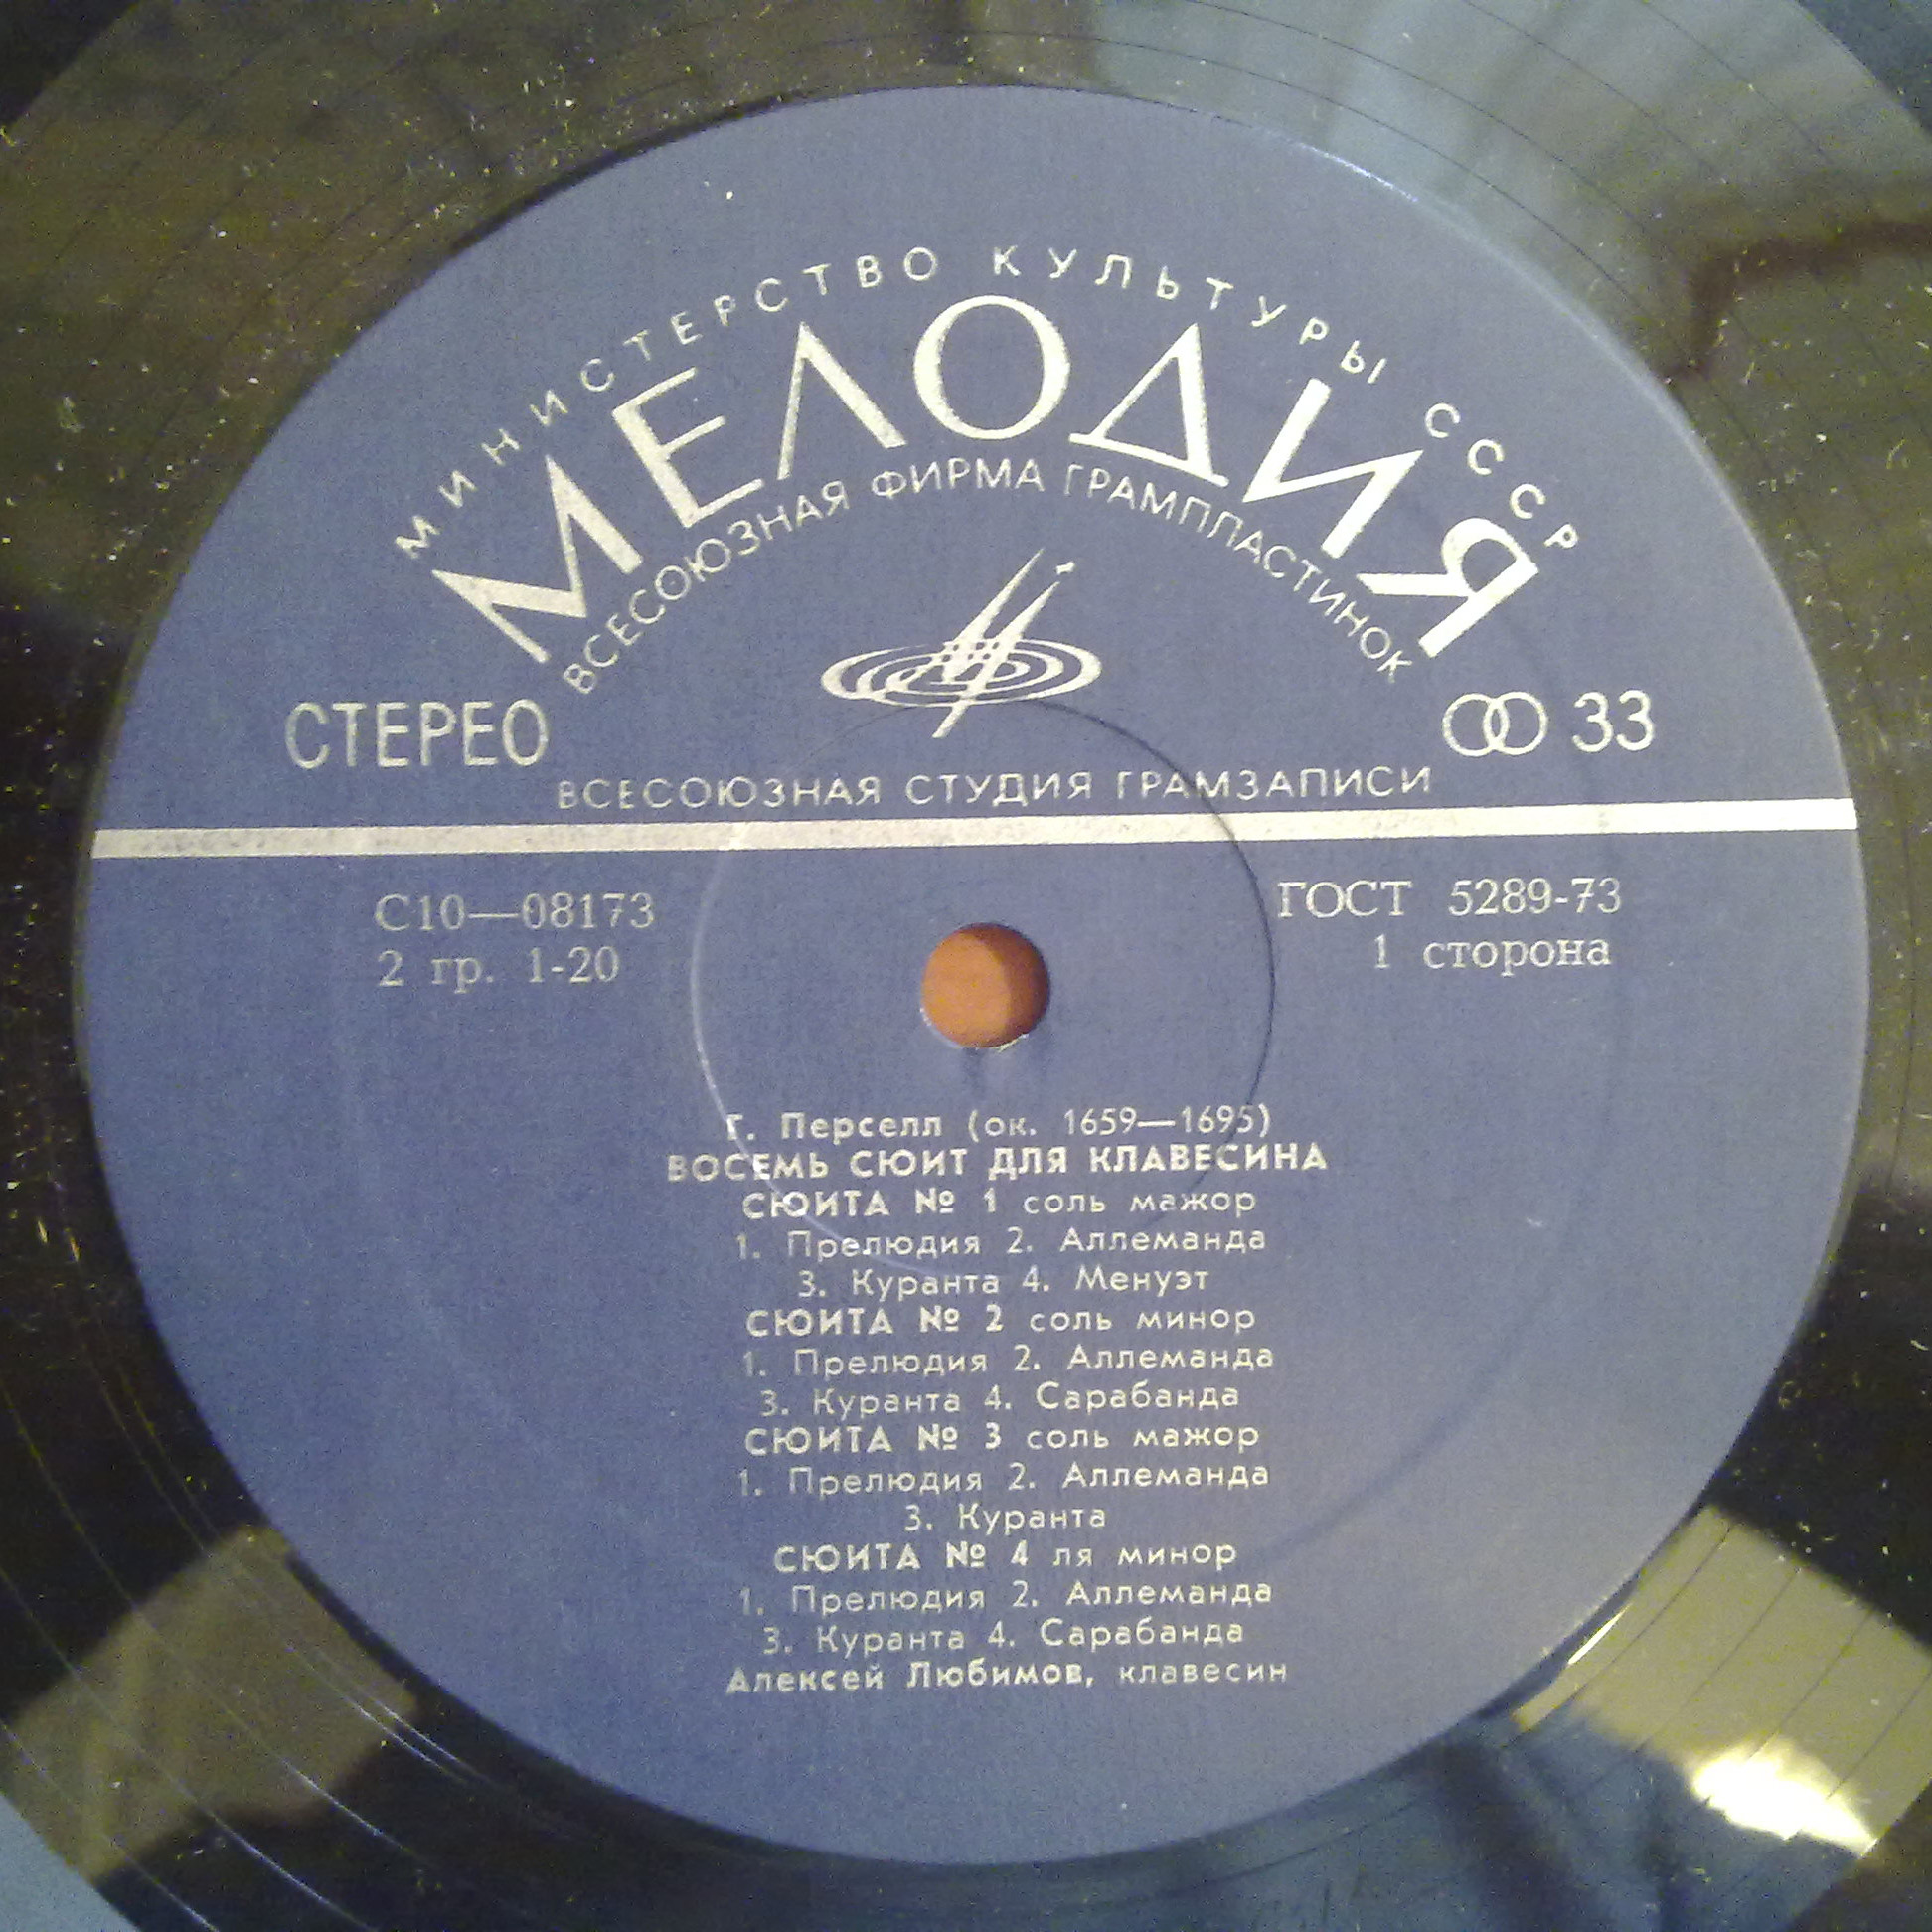 МИНИСТЕРСТВО КУЛЬТУРЫ СССР
МЕЛОДИЯ
ВСЕСОЮЗНАЯ ФИРМА ГРАМПЛАСТИНОК
СТЕРЕО
33
ВСЕСОЮЗНАЯ СТУДИЯ ГРАМЗАПИСИ
С10—08173
ГОСТ 5289-73
2 гр. 1-20
1 сторона
Г. Перселл (ок. 1659—1695)
ВОСЕМЬ СЮИТ ДЛЯ КЛАВЕСИНА
СЮИТА № 1 соль мажор
1. Прелюдия 2. Аллеманда
3. Куранта 4. Менуэт
СЮИТА № 2 соль минор
1. Прелюдия 2. Аллеманда
3. Куранта 4. Сарабанда
СЮИТА № 3 соль мажор
1. Прелюдия 2. Аллеманда
3. Куранта
СЮИТА № 4 ля минор
1. Прелюдия 2. Аллеманда
3. Куранта 4. Сарабанда
Алексей Любимов, клавесин